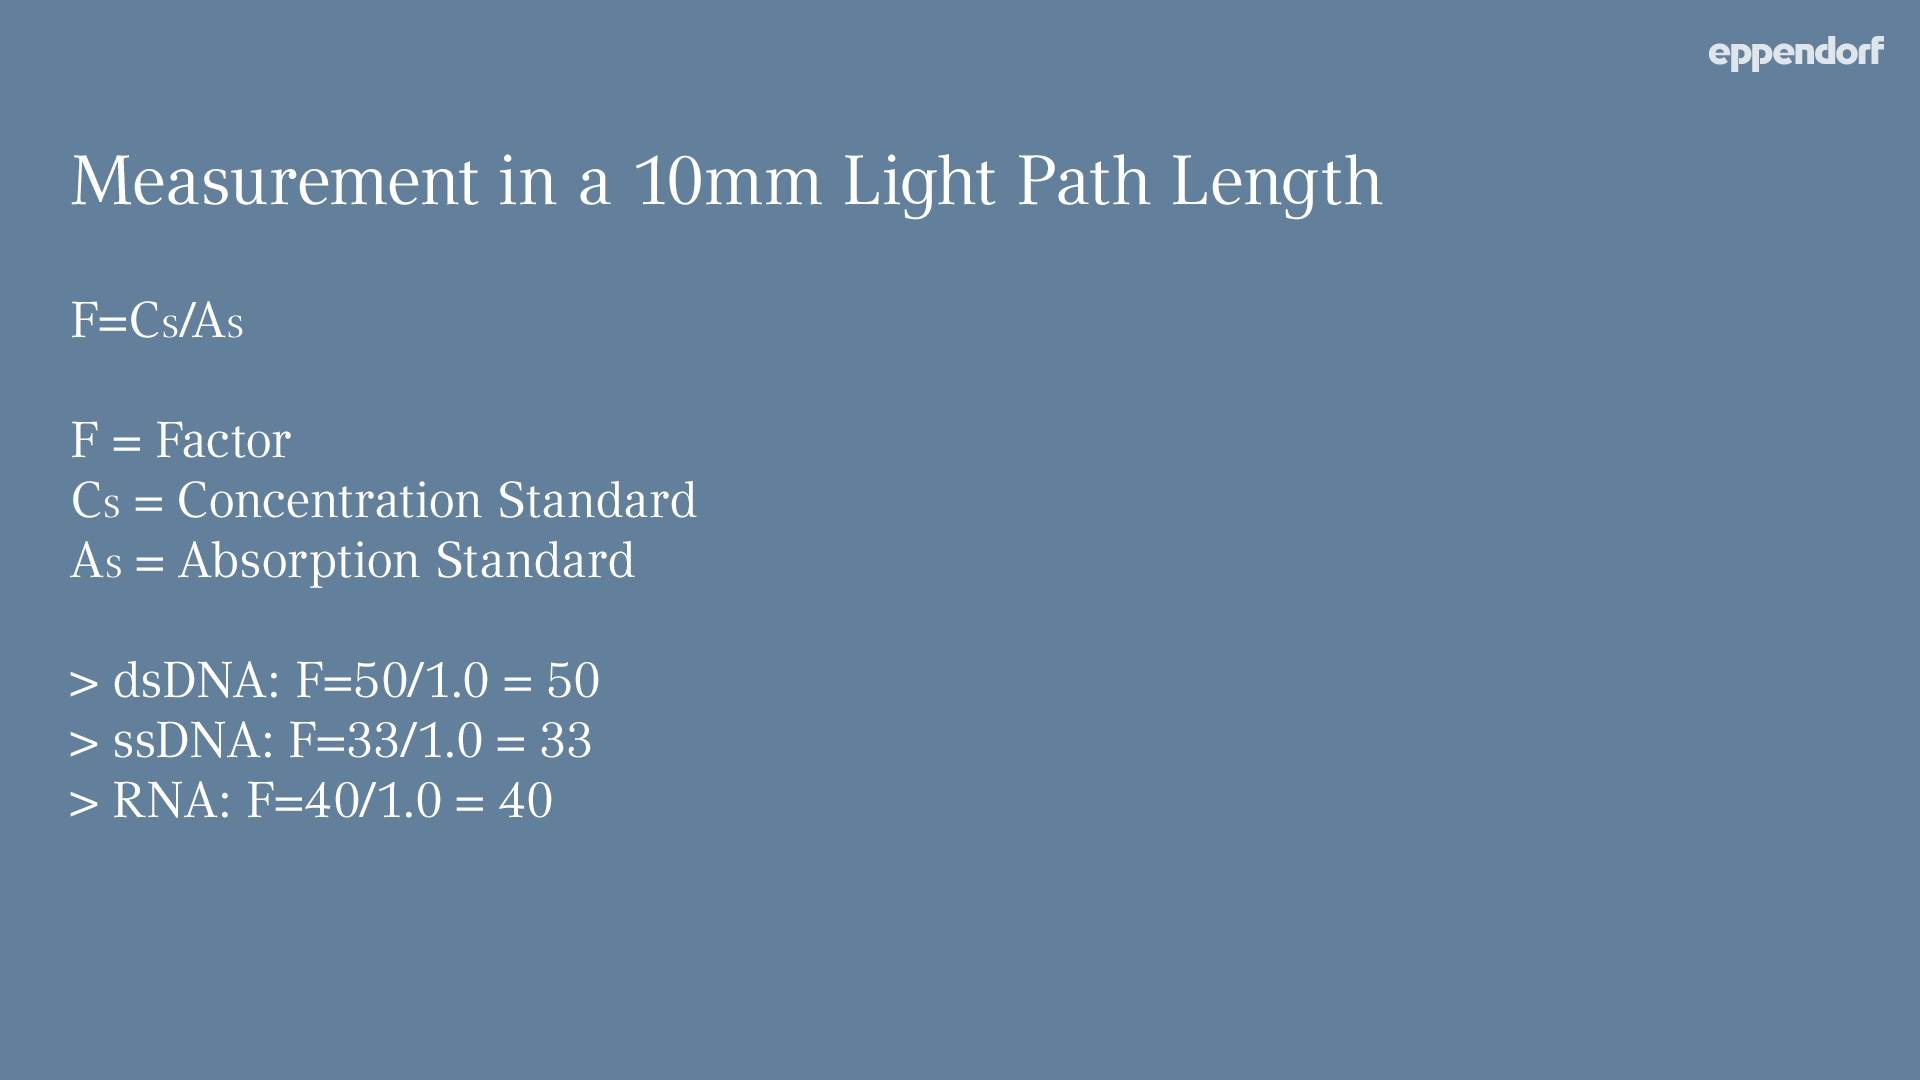 eppendorf
Measurement in a 10mm Light Path Length
F=Cs/As
F = Factor
Cs = Concentration Standard
As = Absorption Standard
> dsDNA: F=50/1.0 = 50
> ssDNA: F=33/1.0 = 33
> RNA: F=40/1.0 = 40